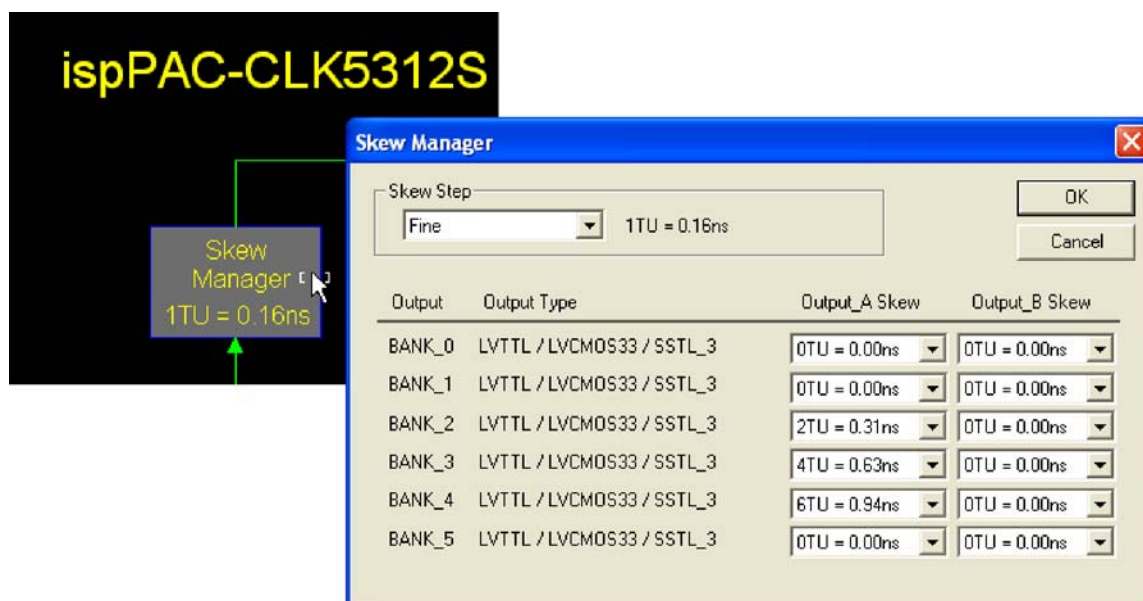 ispPAC-CLK5312S
Skew
Manager
1TU = 0.16ns
Skew Manager
Skew Step
Fine 1TU = 0.16ns
OK
Cancel
Output Output Type Output_A Skew Output_B Skew
BANK_0 LVTTL / LVCMOS33 / SSTL_3 0TU = 0.00ns 0TU = 0.00ns
BANK_1 LVTTL / LVCMOS33 / SSTL_3 0TU = 0.00ns 0TU = 0.00ns
BANK_2 LVTTL / LVCMOS33 / SSTL_3 2TU = 0.31ns 0TU = 0.00ns
BANK_3 LVTTL / LVCMOS33 / SSTL_3 4TU = 0.63ns 0TU = 0.00ns
BANK_4 LVTTL / LVCMOS33 / SSTL_3 6TU = 0.94ns 0TU = 0.00ns
BANK_5 LVTTL / LVCMOS33 / SSTL_3 0TU = 0.00ns 0TU = 0.00ns